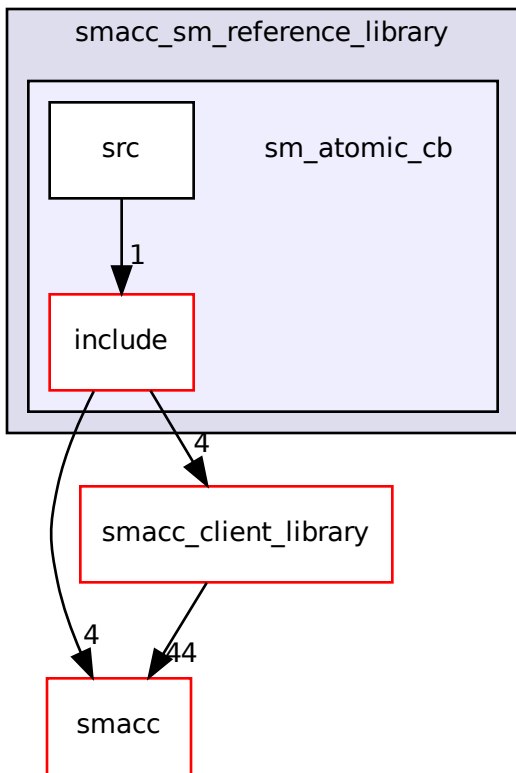 smacc_sm_reference_library
src
sm_atomic_cb
1
include
4
smacc_client_library
4
44
smacc